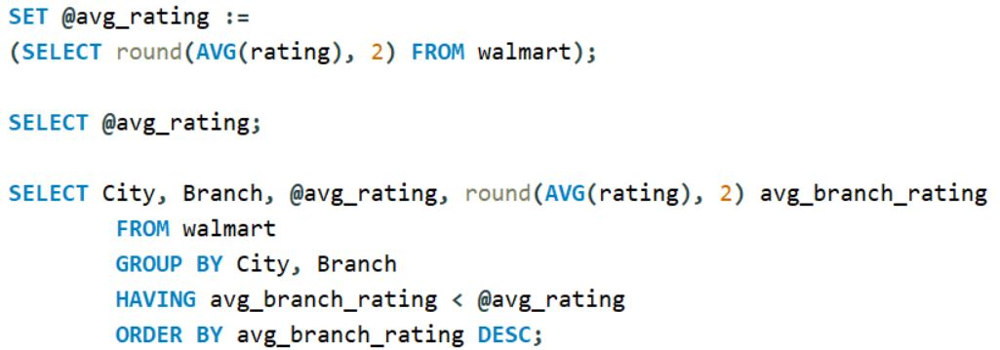 SET @avg_rating :=
(SELECT round(AVG(rating), 2) FROM walmart);
SELECT @avg_rating;
SELECT City, Branch, @avg_rating, round(AVG(rating), 2) avg_branch_rating
FROM walmart
GROUP BY City, Branch
HAVING avg_branch_rating < @avg_rating
ORDER BY avg_branch_rating DESC;